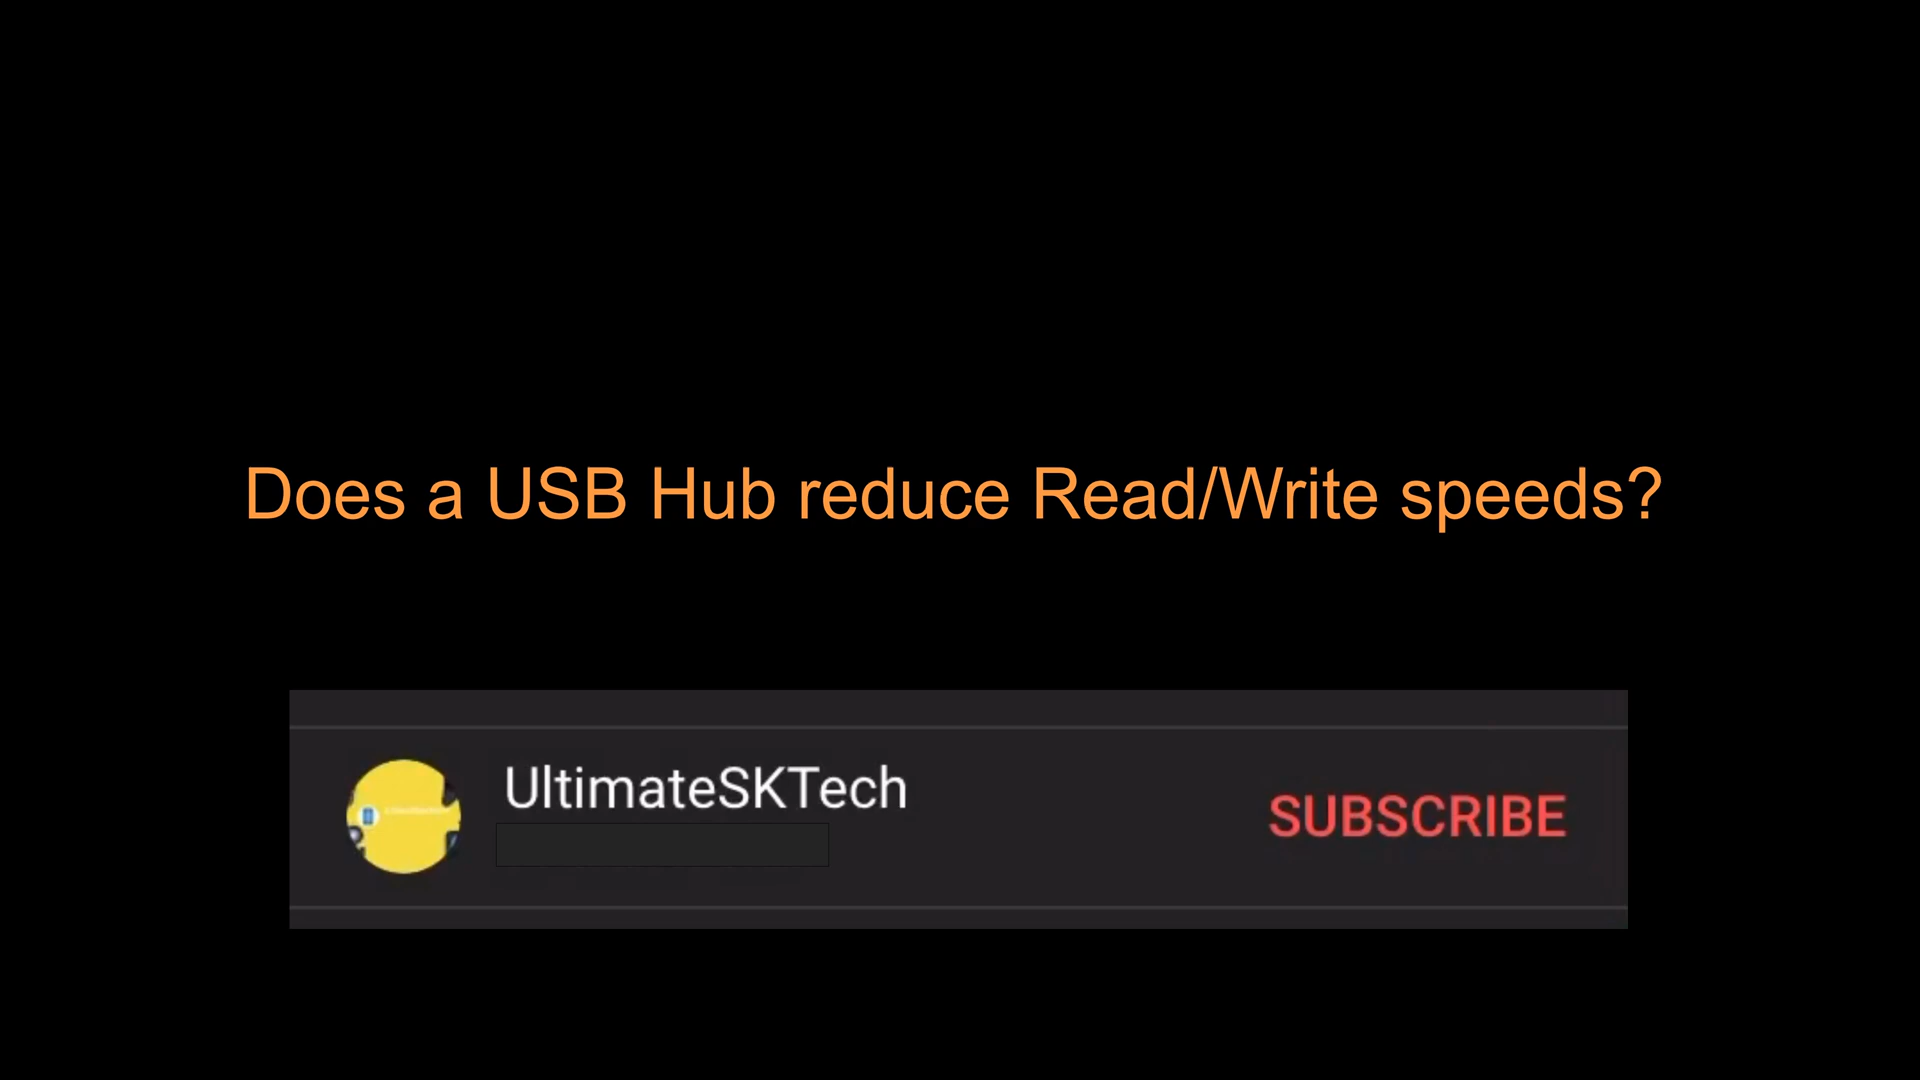 Does a USB Hub reduce Read/Write speeds?
UltimateSKTech
SUBSCRIBE